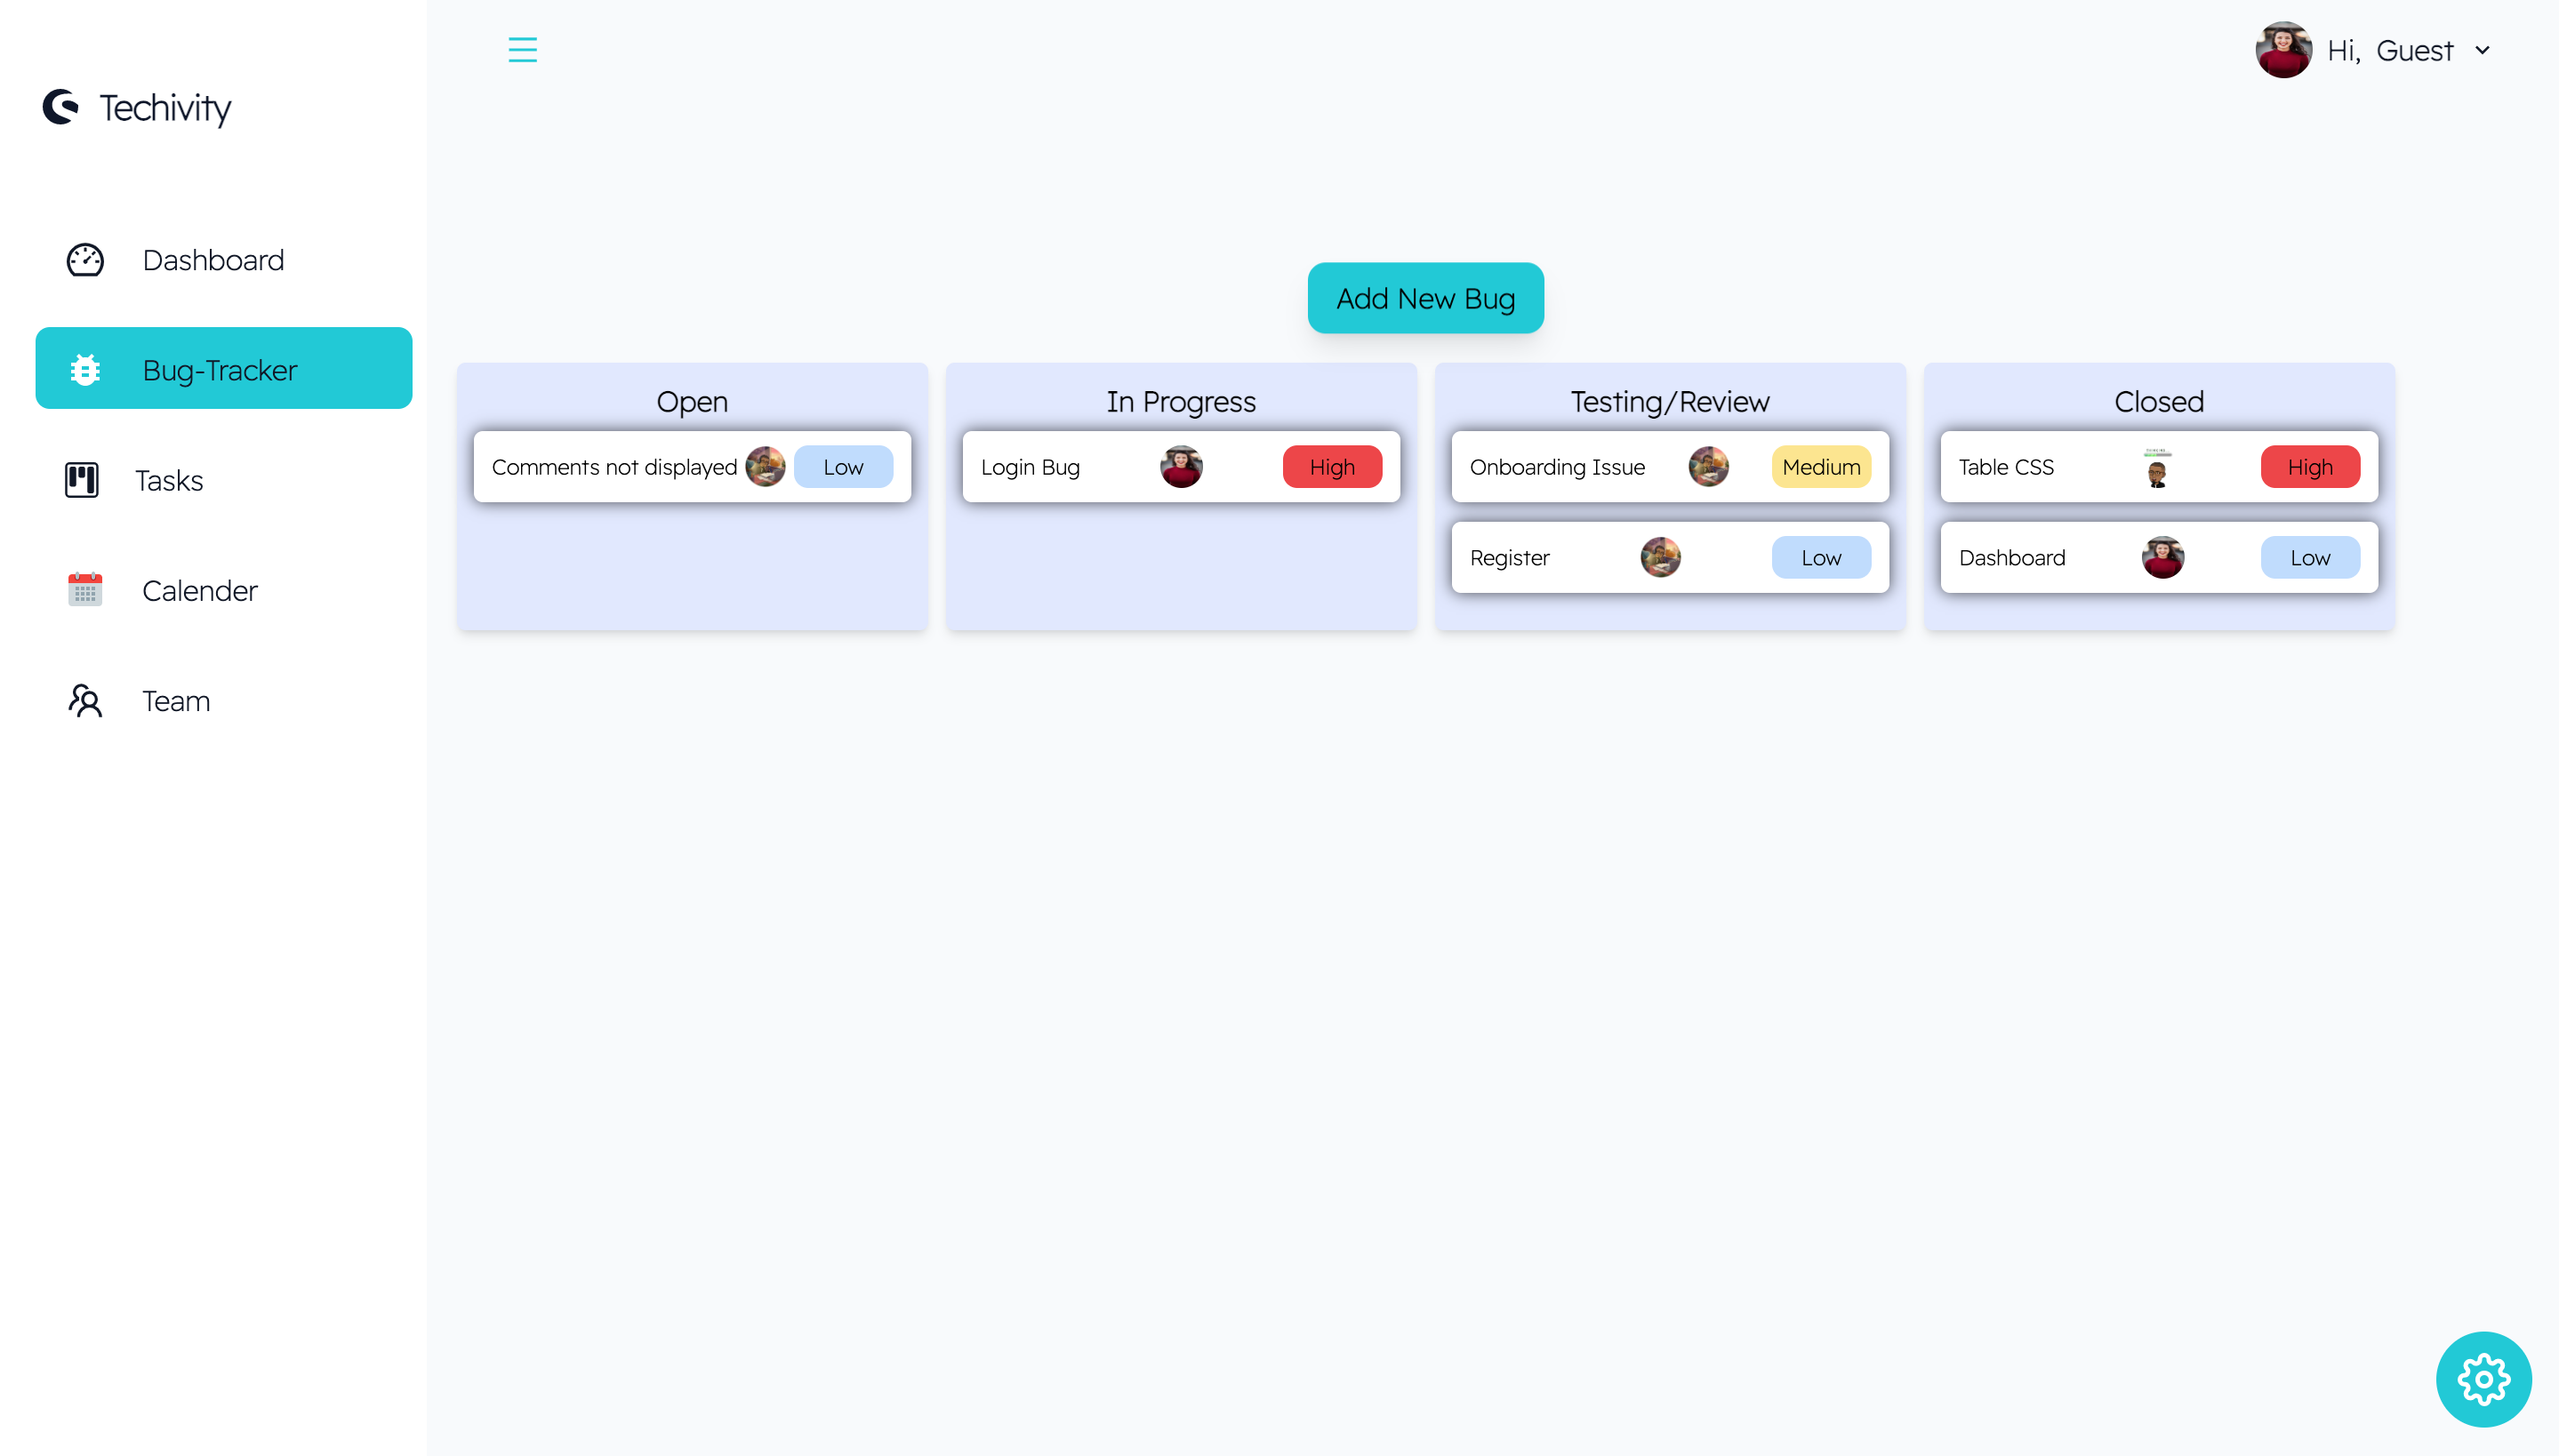 Techivity
Hi, Guest
Dashboard
Bug-Tracker
Tasks
Calender
Team
Add New Bug
Open
Comments not displayed Low
In Progress
Login Bug High
Testing/Review
Onboarding Issue Medium
Register Low
Closed
Table CSS High
Dashboard Low